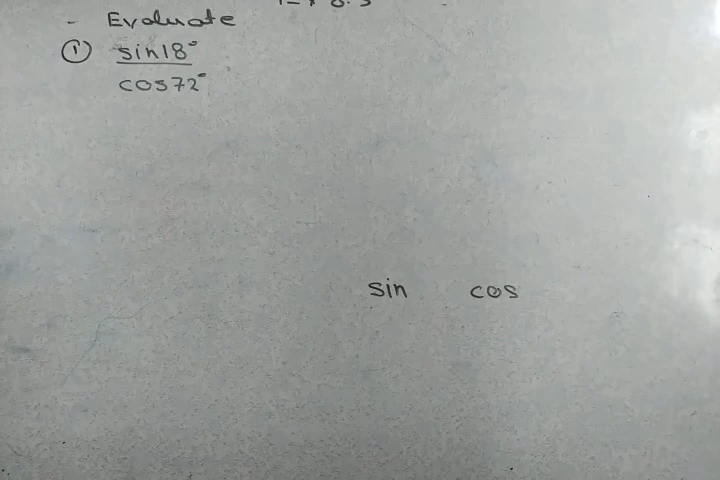 - Evaluate
① sin18°
cos72°
sin cos